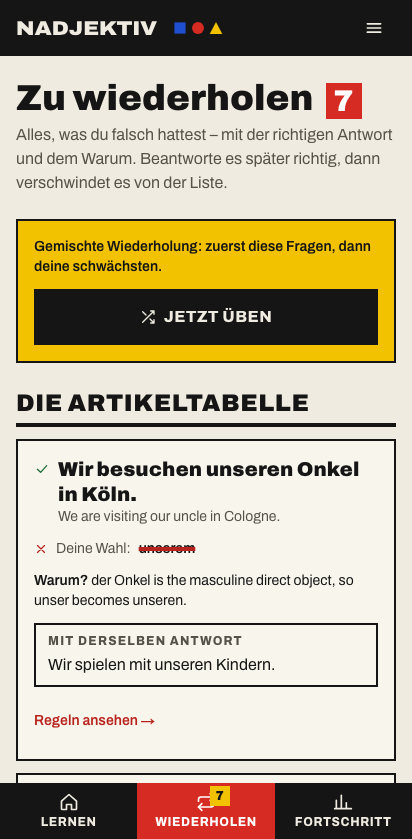 NADJEKTIV
Zu wiederholen 7
Alles, was du falsch hattest – mit der richtigen Antwort
und dem Warum. Beantworte es später richtig, dann
verschwindet es von der Liste.
Gemischte Wiederholung: zuerst diese Fragen, dann
deine schwächsten.
JETZT ÜBEN
DIE ARTIKELTABELLE
Wir besuchen unseren Onkel
in Köln.
We are visiting our uncle in Cologne.
Deine Wahl: unserem
Warum? der Onkel is the masculine direct object, so
unser becomes unseren.
MIT DERSELBEN ANTWORT
Wir spielen mit unseren Kindern.
Regeln ansehen →
7
LERNEN
WIEDERHOLEN
FORTSCHRITT